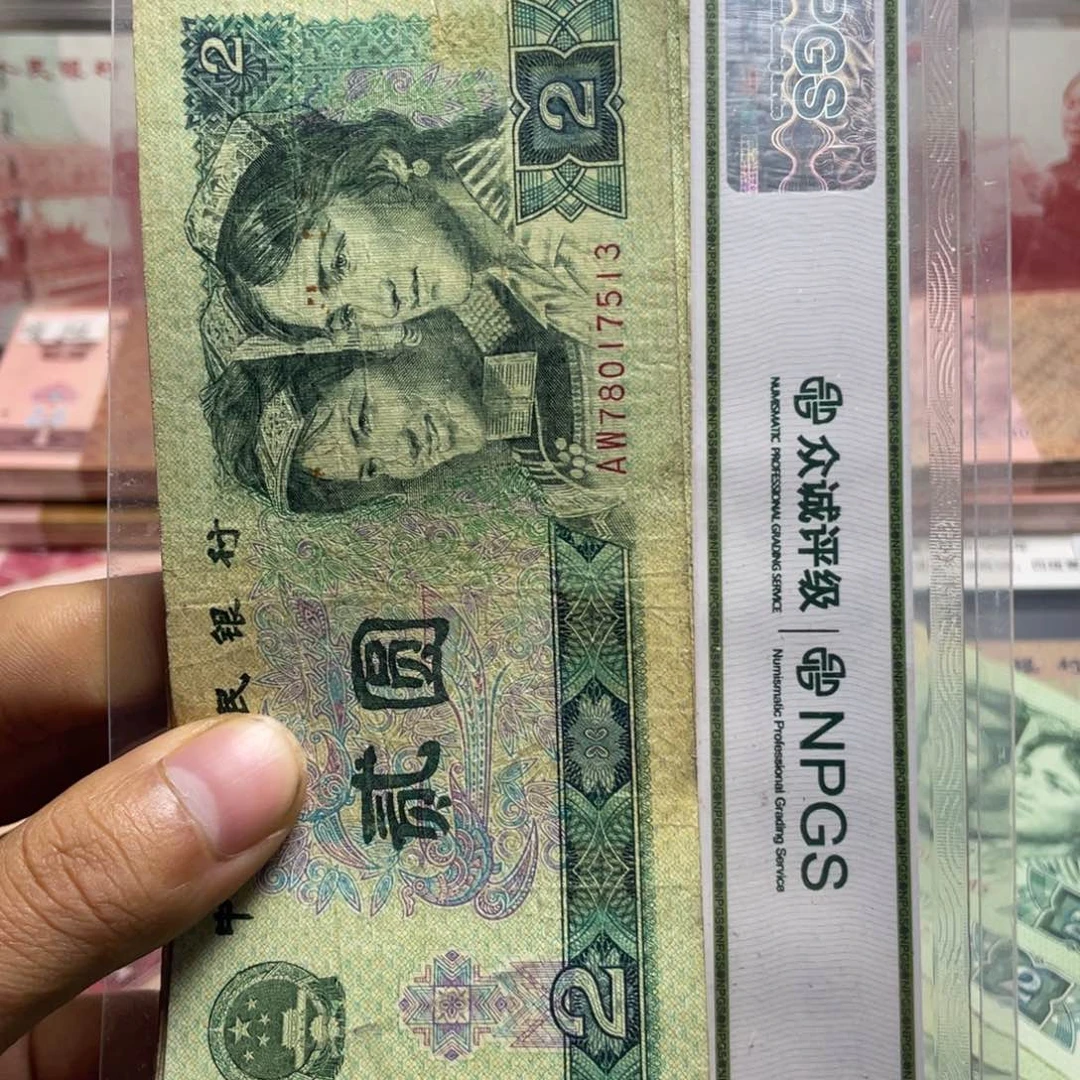 中 民银行
贰圆
2
2
2
AW78017513
NPGS
众诚评级
NUMISMATIC PROFESSIONAL GRADING SERVICE
NPGS
Numismatic Professional Grading Service